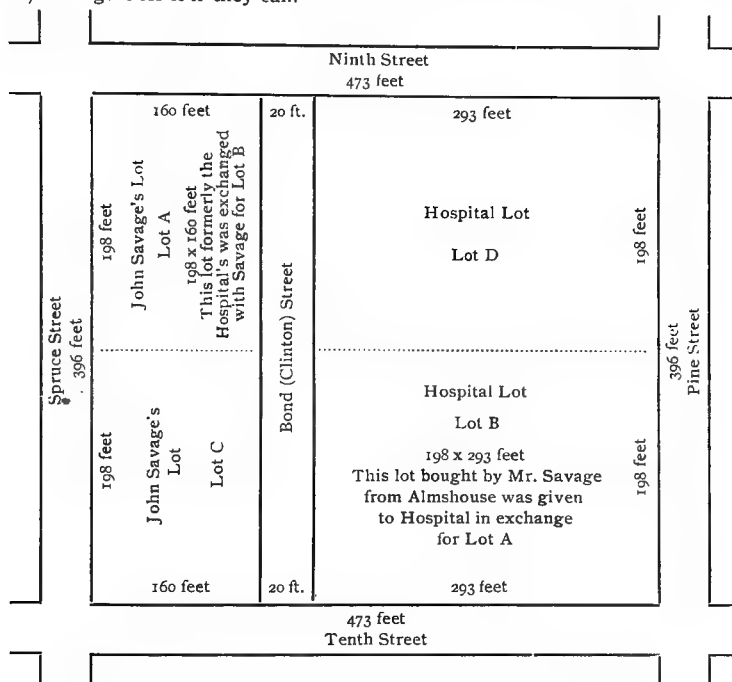 Ninth Street
473 feet
160 feet
20 ft.
293 feet
198 feet
John Savage's Lot
Lot A
198 x 160 feet
This lot formerly the
Hospital's was exchanged
with Savage for Lot B
Hospital Lot
Lot D
198 feet
Spruce Street
396 feet
Bond (Clinton) Street
396 feet
Pine Street
198 feet
John Savage's
Lot
Lot C
Hospital Lot
Lot B
198 x 293 feet
This lot bought by Mr. Savage
from Almshouse was given
to Hospital in exchange
for Lot A
198 feet
160 feet
20 ft.
293 feet
473 feet
Tenth Street